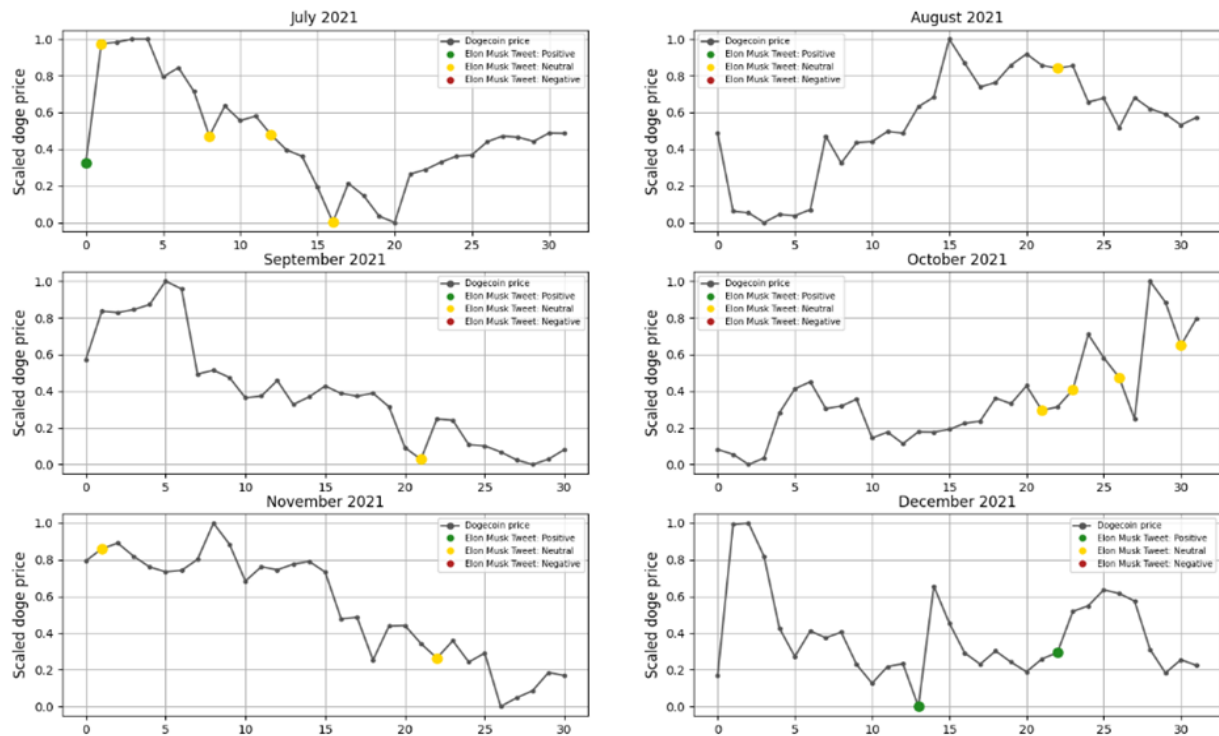 July 2021
Scaled doge price
1.0
0.8
0.6
0.4
0.2
0.0
0 5 10 15 20 25 30
Dogecoin price
Elon Musk Tweet: Positive
Elon Musk Tweet: Neutral
Elon Musk Tweet: Negative
August 2021
Scaled doge price
1.0
0.8
0.6
0.4
0.2
0.0
0 5 10 15 20 25 30
Dogecoin price
Elon Musk Tweet: Positive
Elon Musk Tweet: Neutral
Elon Musk Tweet: Negative
September 2021
Scaled doge price
1.0
0.8
0.6
0.4
0.2
0.0
0 5 10 15 20 25 30
Dogecoin price
Elon Musk Tweet: Positive
Elon Musk Tweet: Neutral
Elon Musk Tweet: Negative
October 2021
Scaled doge price
1.0
0.8
0.6
0.4
0.2
0.0
0 5 10 15 20 25 30
Dogecoin price
Elon Musk Tweet: Positive
Elon Musk Tweet: Neutral
Elon Musk Tweet: Negative
November 2021
Scaled doge price
1.0
0.8
0.6
0.4
0.2
0.0
0 5 10 15 20 25 30
Dogecoin price
Elon Musk Tweet: Positive
Elon Musk Tweet: Neutral
Elon Musk Tweet: Negative
December 2021
Scaled doge price
1.0
0.8
0.6
0.4
0.2
0.0
0 5 10 15 20 25 30
Dogecoin price
Elon Musk Tweet: Positive
Elon Musk Tweet: Neutral
Elon Musk Tweet: Negative